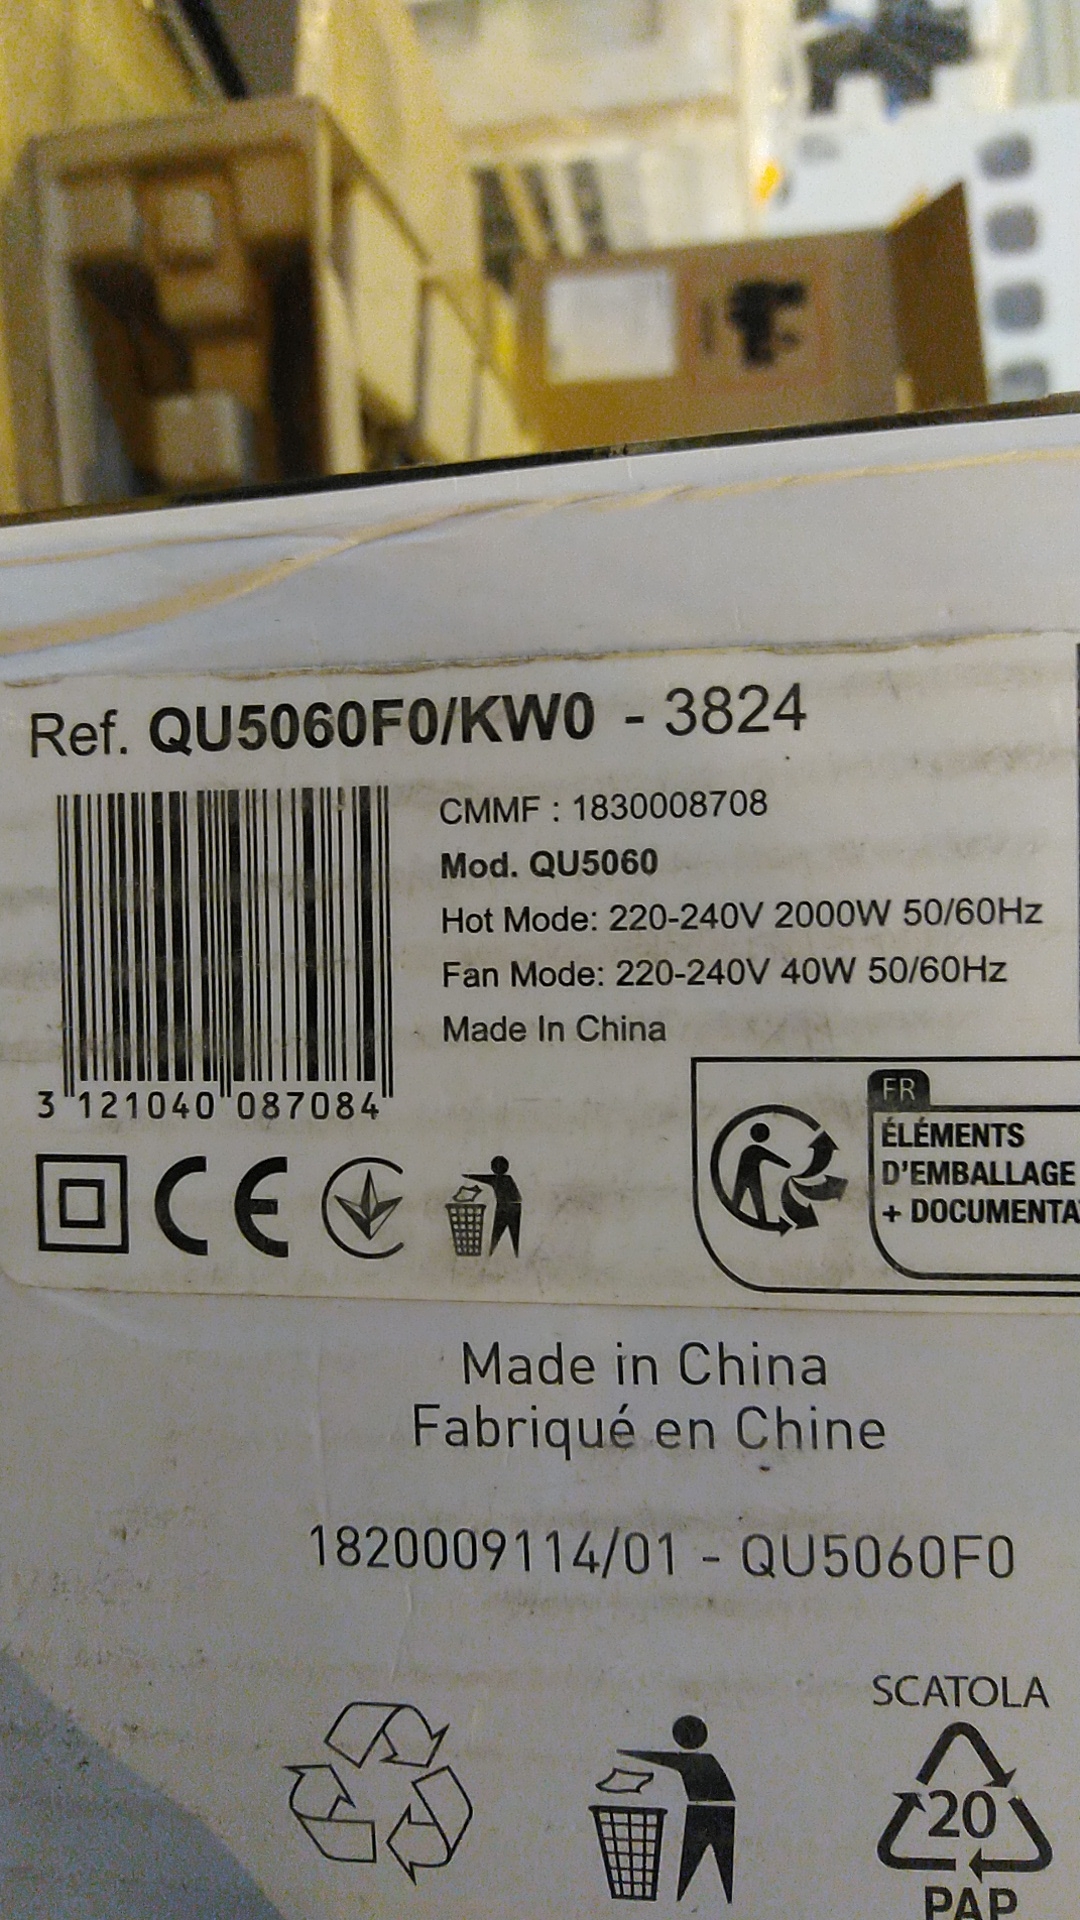 Ref. QU5060F0/KW0 - 3824
CMMF : 1830008708
Mod. QU5060
Hot Mode: 220-240V 2000W 50/60Hz
Fan Mode: 220-240V 40W 50/60Hz
Made In China
3 121040 087084
CE
FR
ÉLÉMENTS
D'EMBALLAGE
+ DOCUMENTA
Made in China
Fabriqué en Chine
1820009114/01 - QU5060F0
SCATOLA
20
PAP